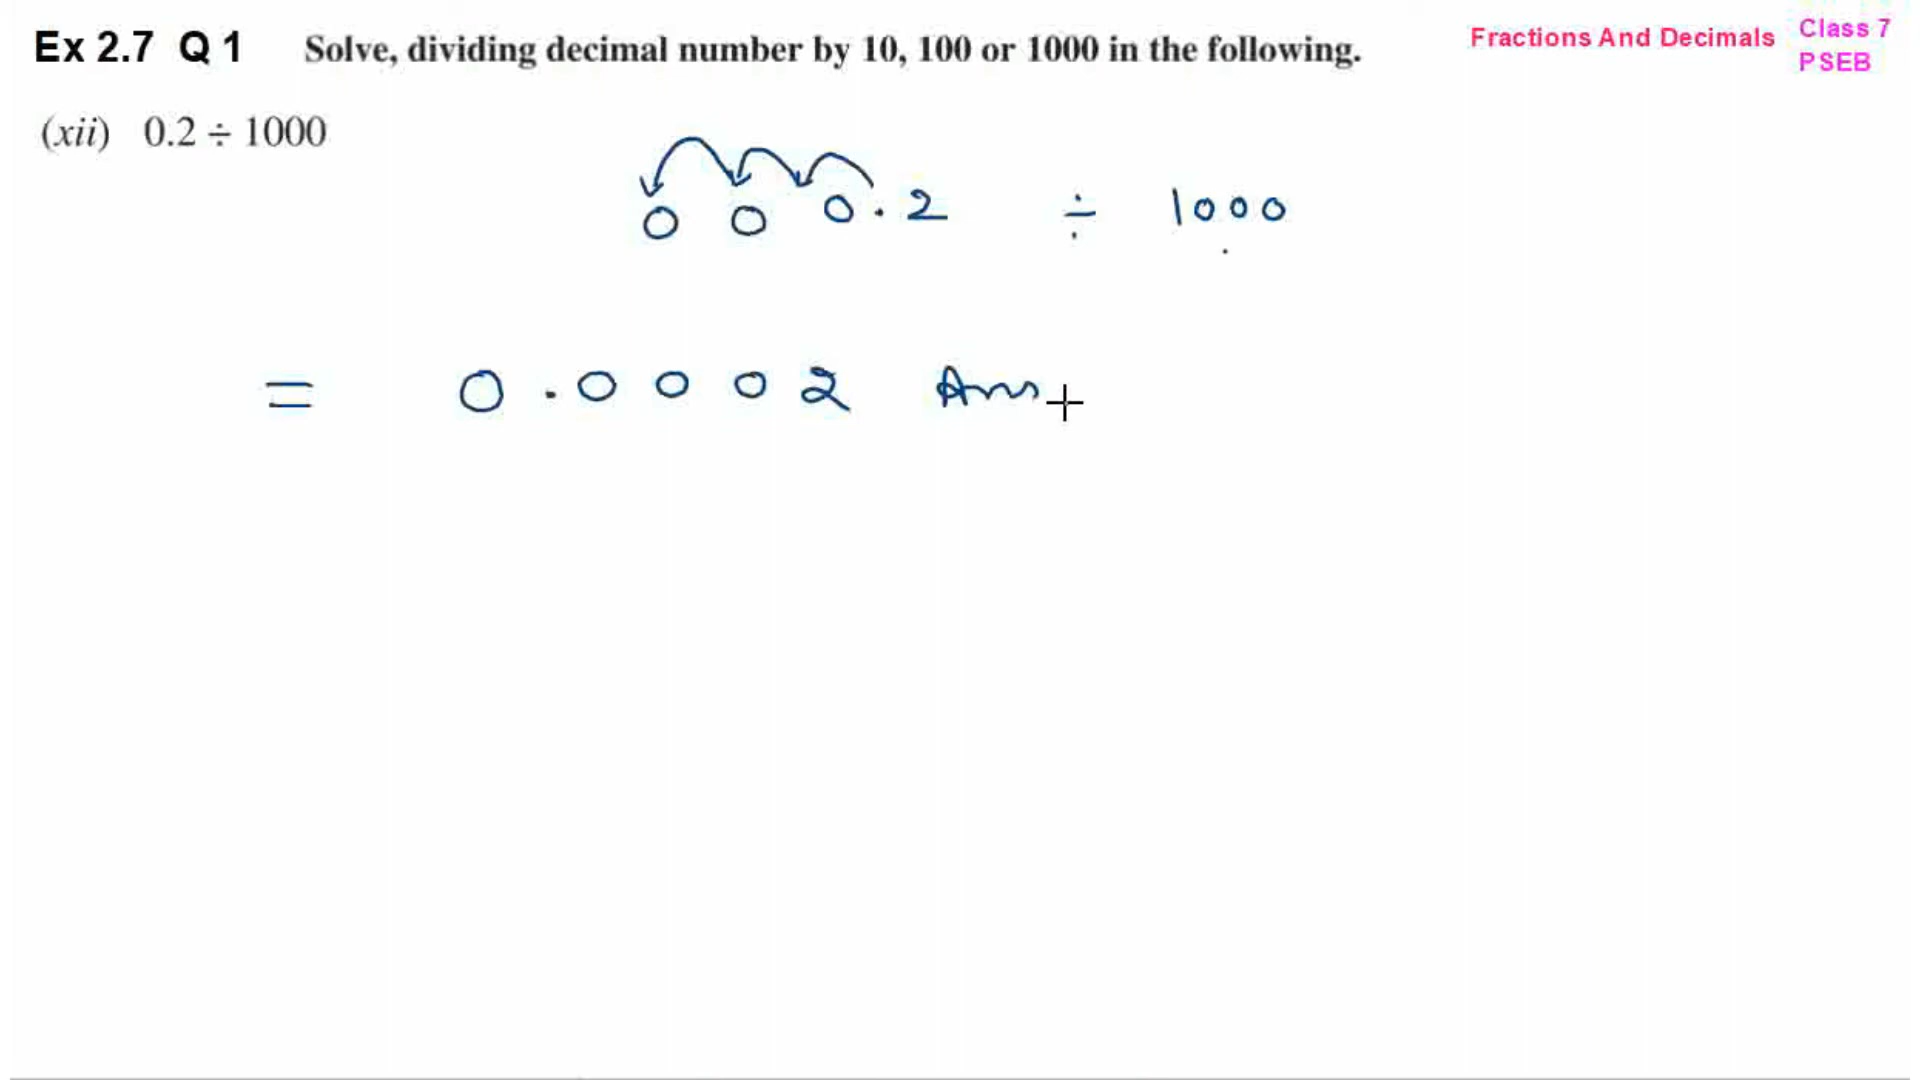 Ex 2.7 Q 1 Solve, dividing decimal number by 10, 100 or 1000 in the following.
Fractions And Decimals
Class 7
PSEB
(xii) 0.2 ÷ 1000
0 0 0.2 ÷ 1000
= 0.0002 Ans